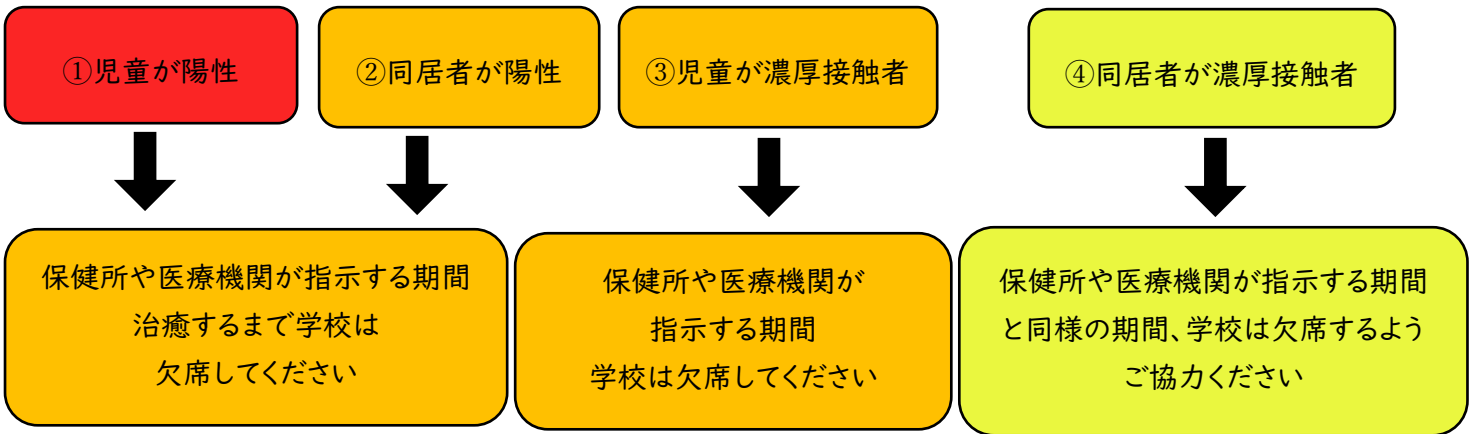 ①児童が陽性
②同居者が陽性
③児童が濃厚接触者
④同居者が濃厚接触者
保健所や医療機関が指示する期間
治癒するまで学校は
欠席してください
保健所や医療機関が
指示する期間
学校は欠席してください
保健所や医療機関が指示する期間
と同様の期間、学校は欠席するよう
ご協力ください